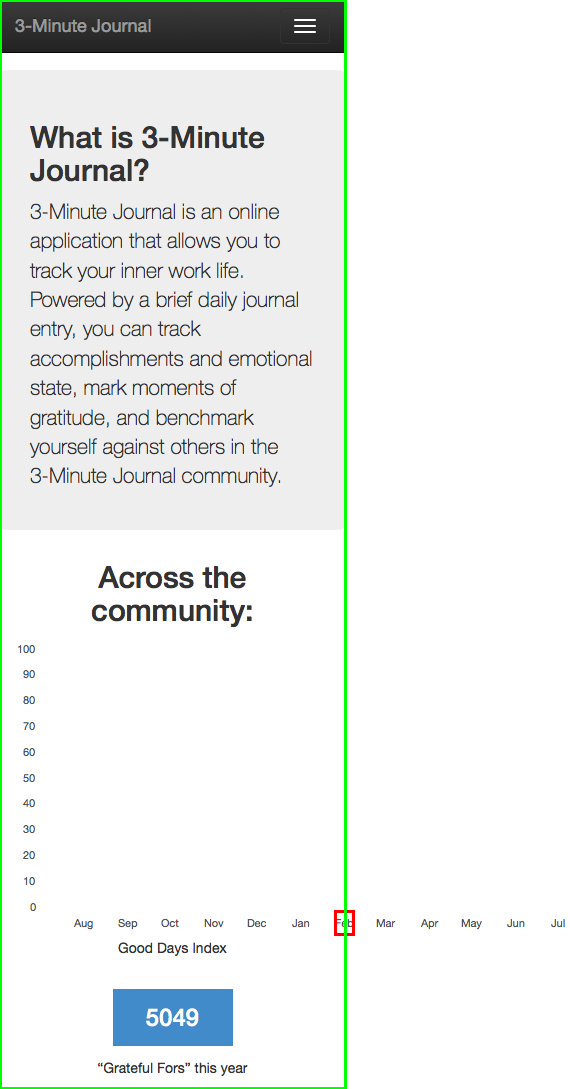 3-Minute Journal
What is 3-Minute
Journal?
3-Minute Journal is an online
application that allows you to
track your inner work life.
Powered by a brief daily journal
entry, you can track
accomplishments and emotional
state, mark moments of
gratitude, and benchmark
yourself against others in the
3-Minute Journal community.
Across the
community:
100
90
80
70
60
50
40
30
20
10
0
Aug Sep Oct Nov Dec Jan Feb Mar Apr May Jun Jul
Good Days Index
5049
“Grateful Fors” this year